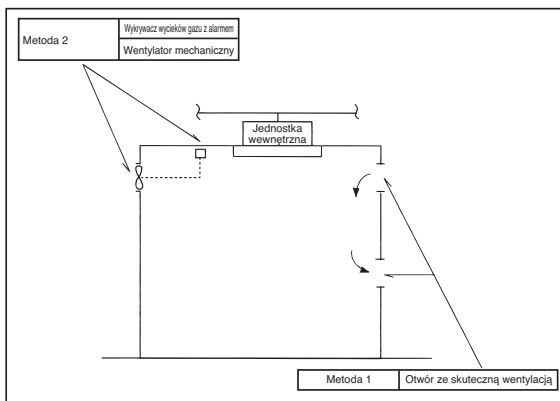 Metoda 2
Wykrywacz wycieków gazu z alarmem
Wentylator mechaniczny
Jednostka
wewnętrzna
Metoda 1
Otwór ze skuteczną wentylacją